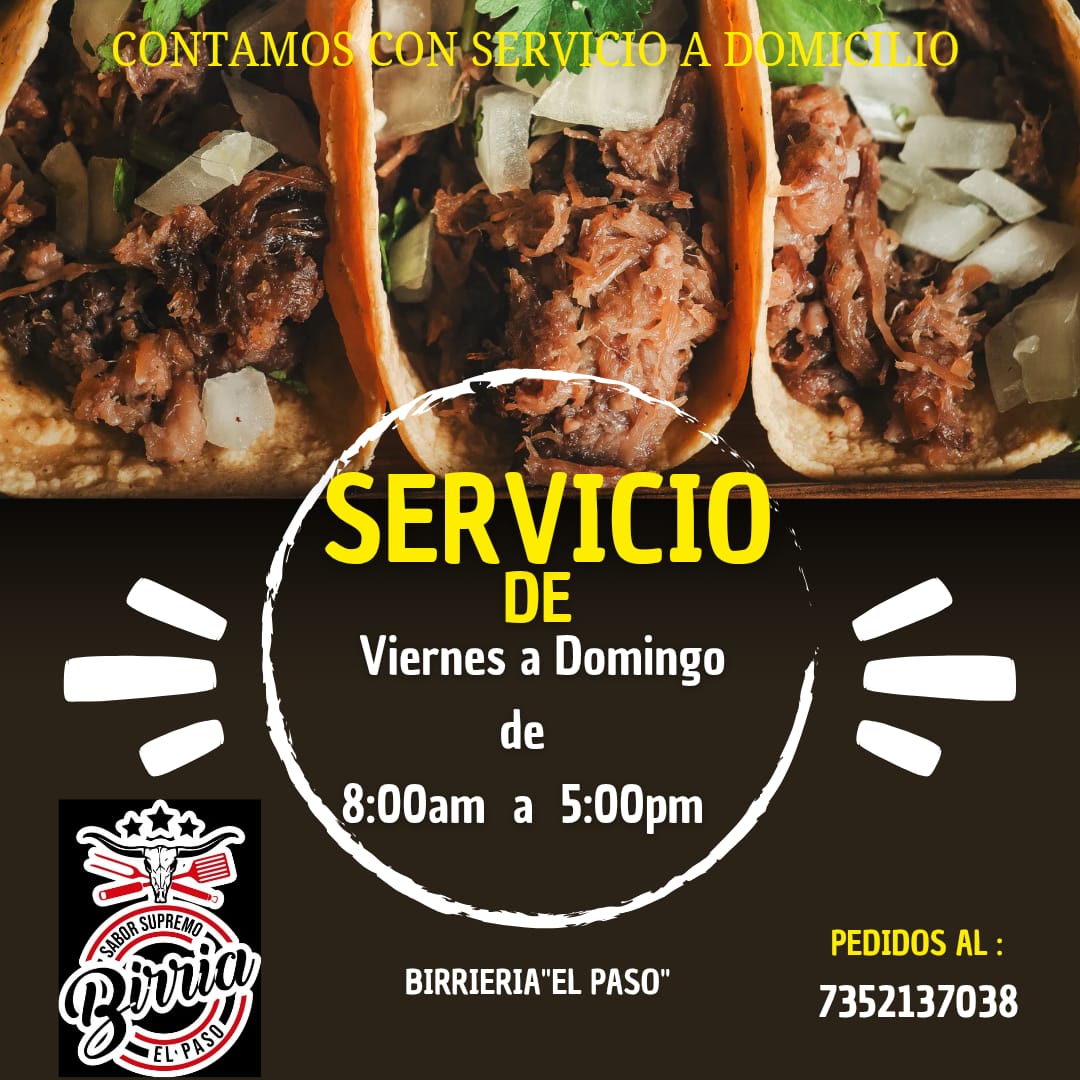 CONTAMOS CON SERVICIO A DOMICILIO
SERVICIO
DE
Viernes a Domingo
de
8:00am a 5:00pm
SABOR SUPREMO
Birria
EL·PASO
BIRRIERIA"EL PASO"
PEDIDOS AL :
7352137038